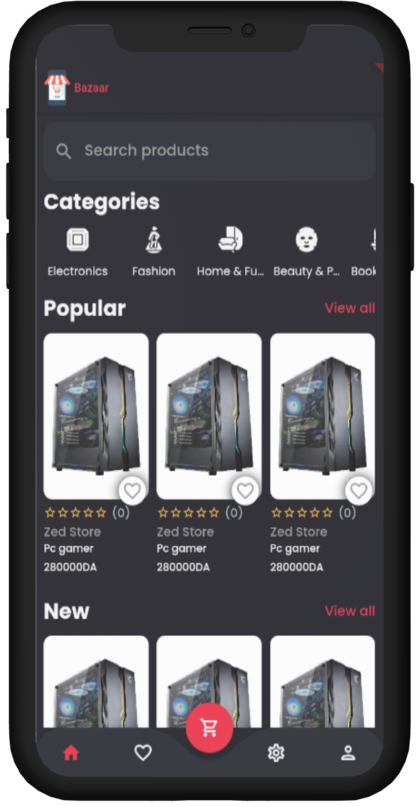 Bazaar
Search products
Categories
Electronics Fashion Home & Fu... Beauty & P... Book
Popular View all
(0) (0) (0)
Zed Store Zed Store Zed Store
Pc gamer Pc gamer Pc gamer
280000DA 280000DA 280000DA
New View all